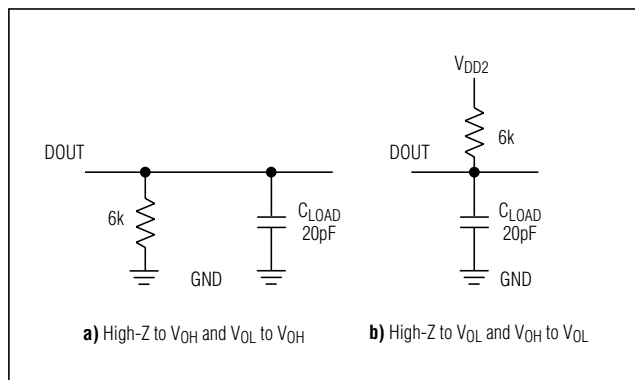 DOUT
6k
C_LOAD
20pF
GND
a) High-Z to V_OH and V_OL to V_OH
V_DD2
6k
DOUT
C_LOAD
20pF
GND
b) High-Z to V_OL and V_OH to V_OL